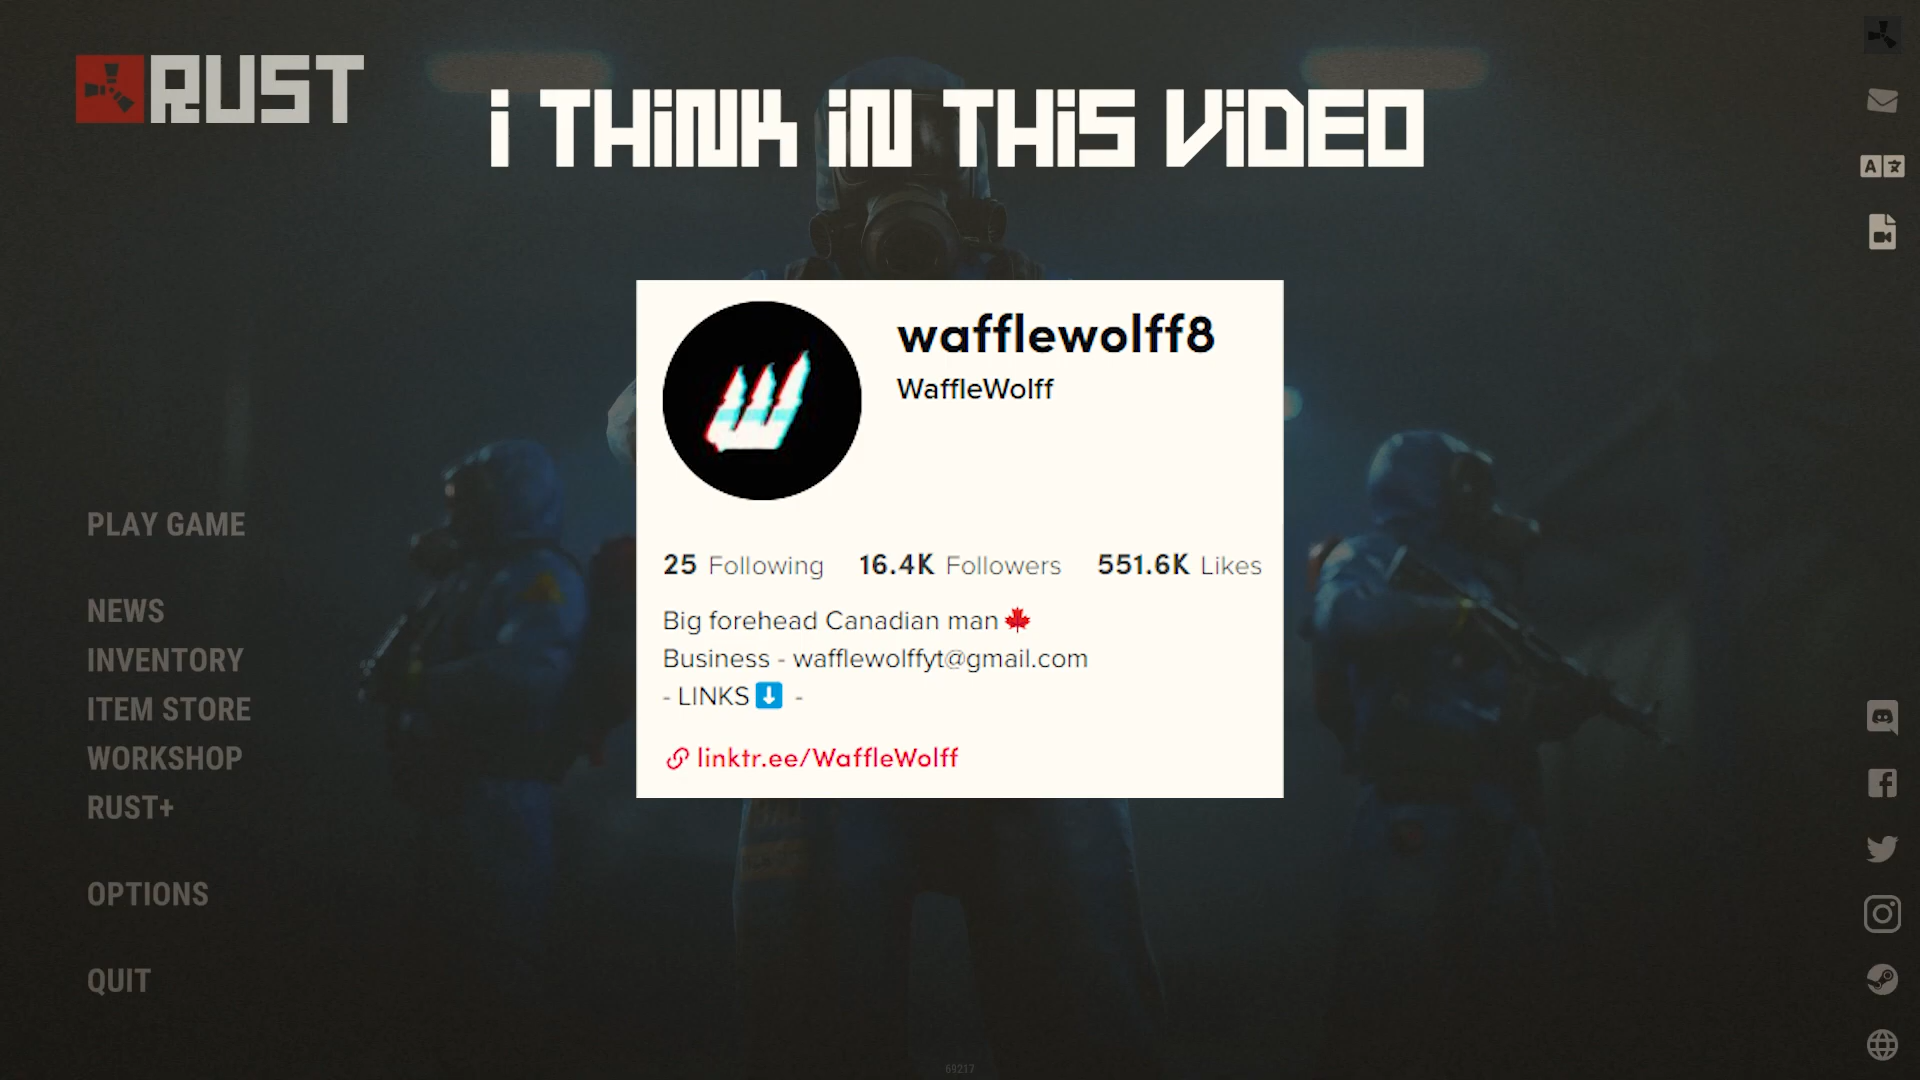 RUST
i THiNK iN THiS ViDEO
wafflewolff8
WaffleWolff
25 Following 16.4K Followers 551.6K Likes
Big forehead Canadian man🍁
Business - wafflewolffyt@gmail.com
- LINKS⬇️ -
linktr.ee/WaffleWolff
PLAY GAME
NEWS
INVENTORY
ITEM STORE
WORKSHOP
RUST+
OPTIONS
QUIT
69217